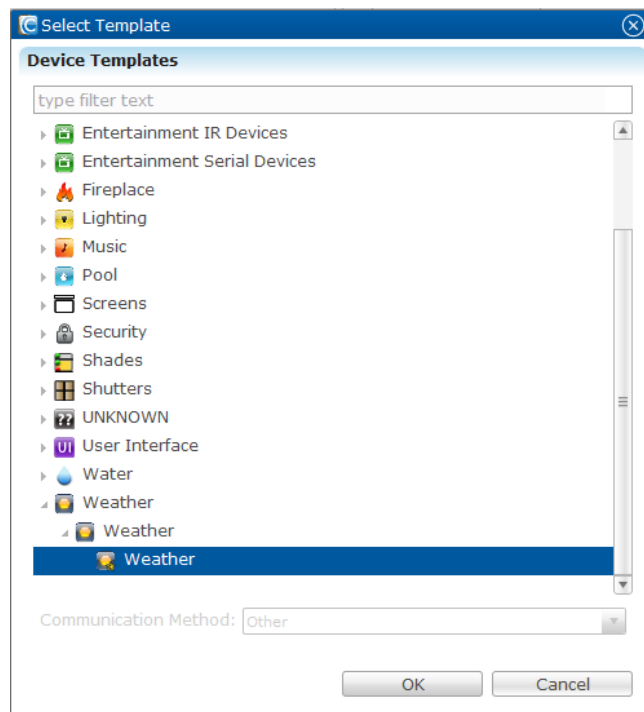 Select Template
Device Templates
type filter text
Entertainment IR Devices
Entertainment Serial Devices
Fireplace
Lighting
Music
Pool
Screens
Security
Shades
Shutters
?? UNKNOWN
UI User Interface
Water
Weather
Weather
Weather
Communication Method: Other
OK Cancel